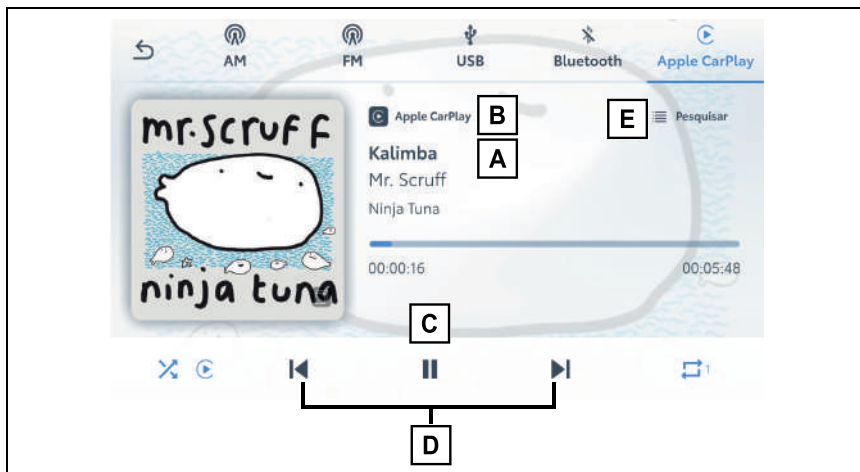 AM FM USB Bluetooth Apple CarPlay
mr.scruff
ninja tuna
Apple CarPlay B E Pesquisar
Kalimba A
Mr. Scruff
Ninja Tuna
00:00:16 00:05:48
C
1
D